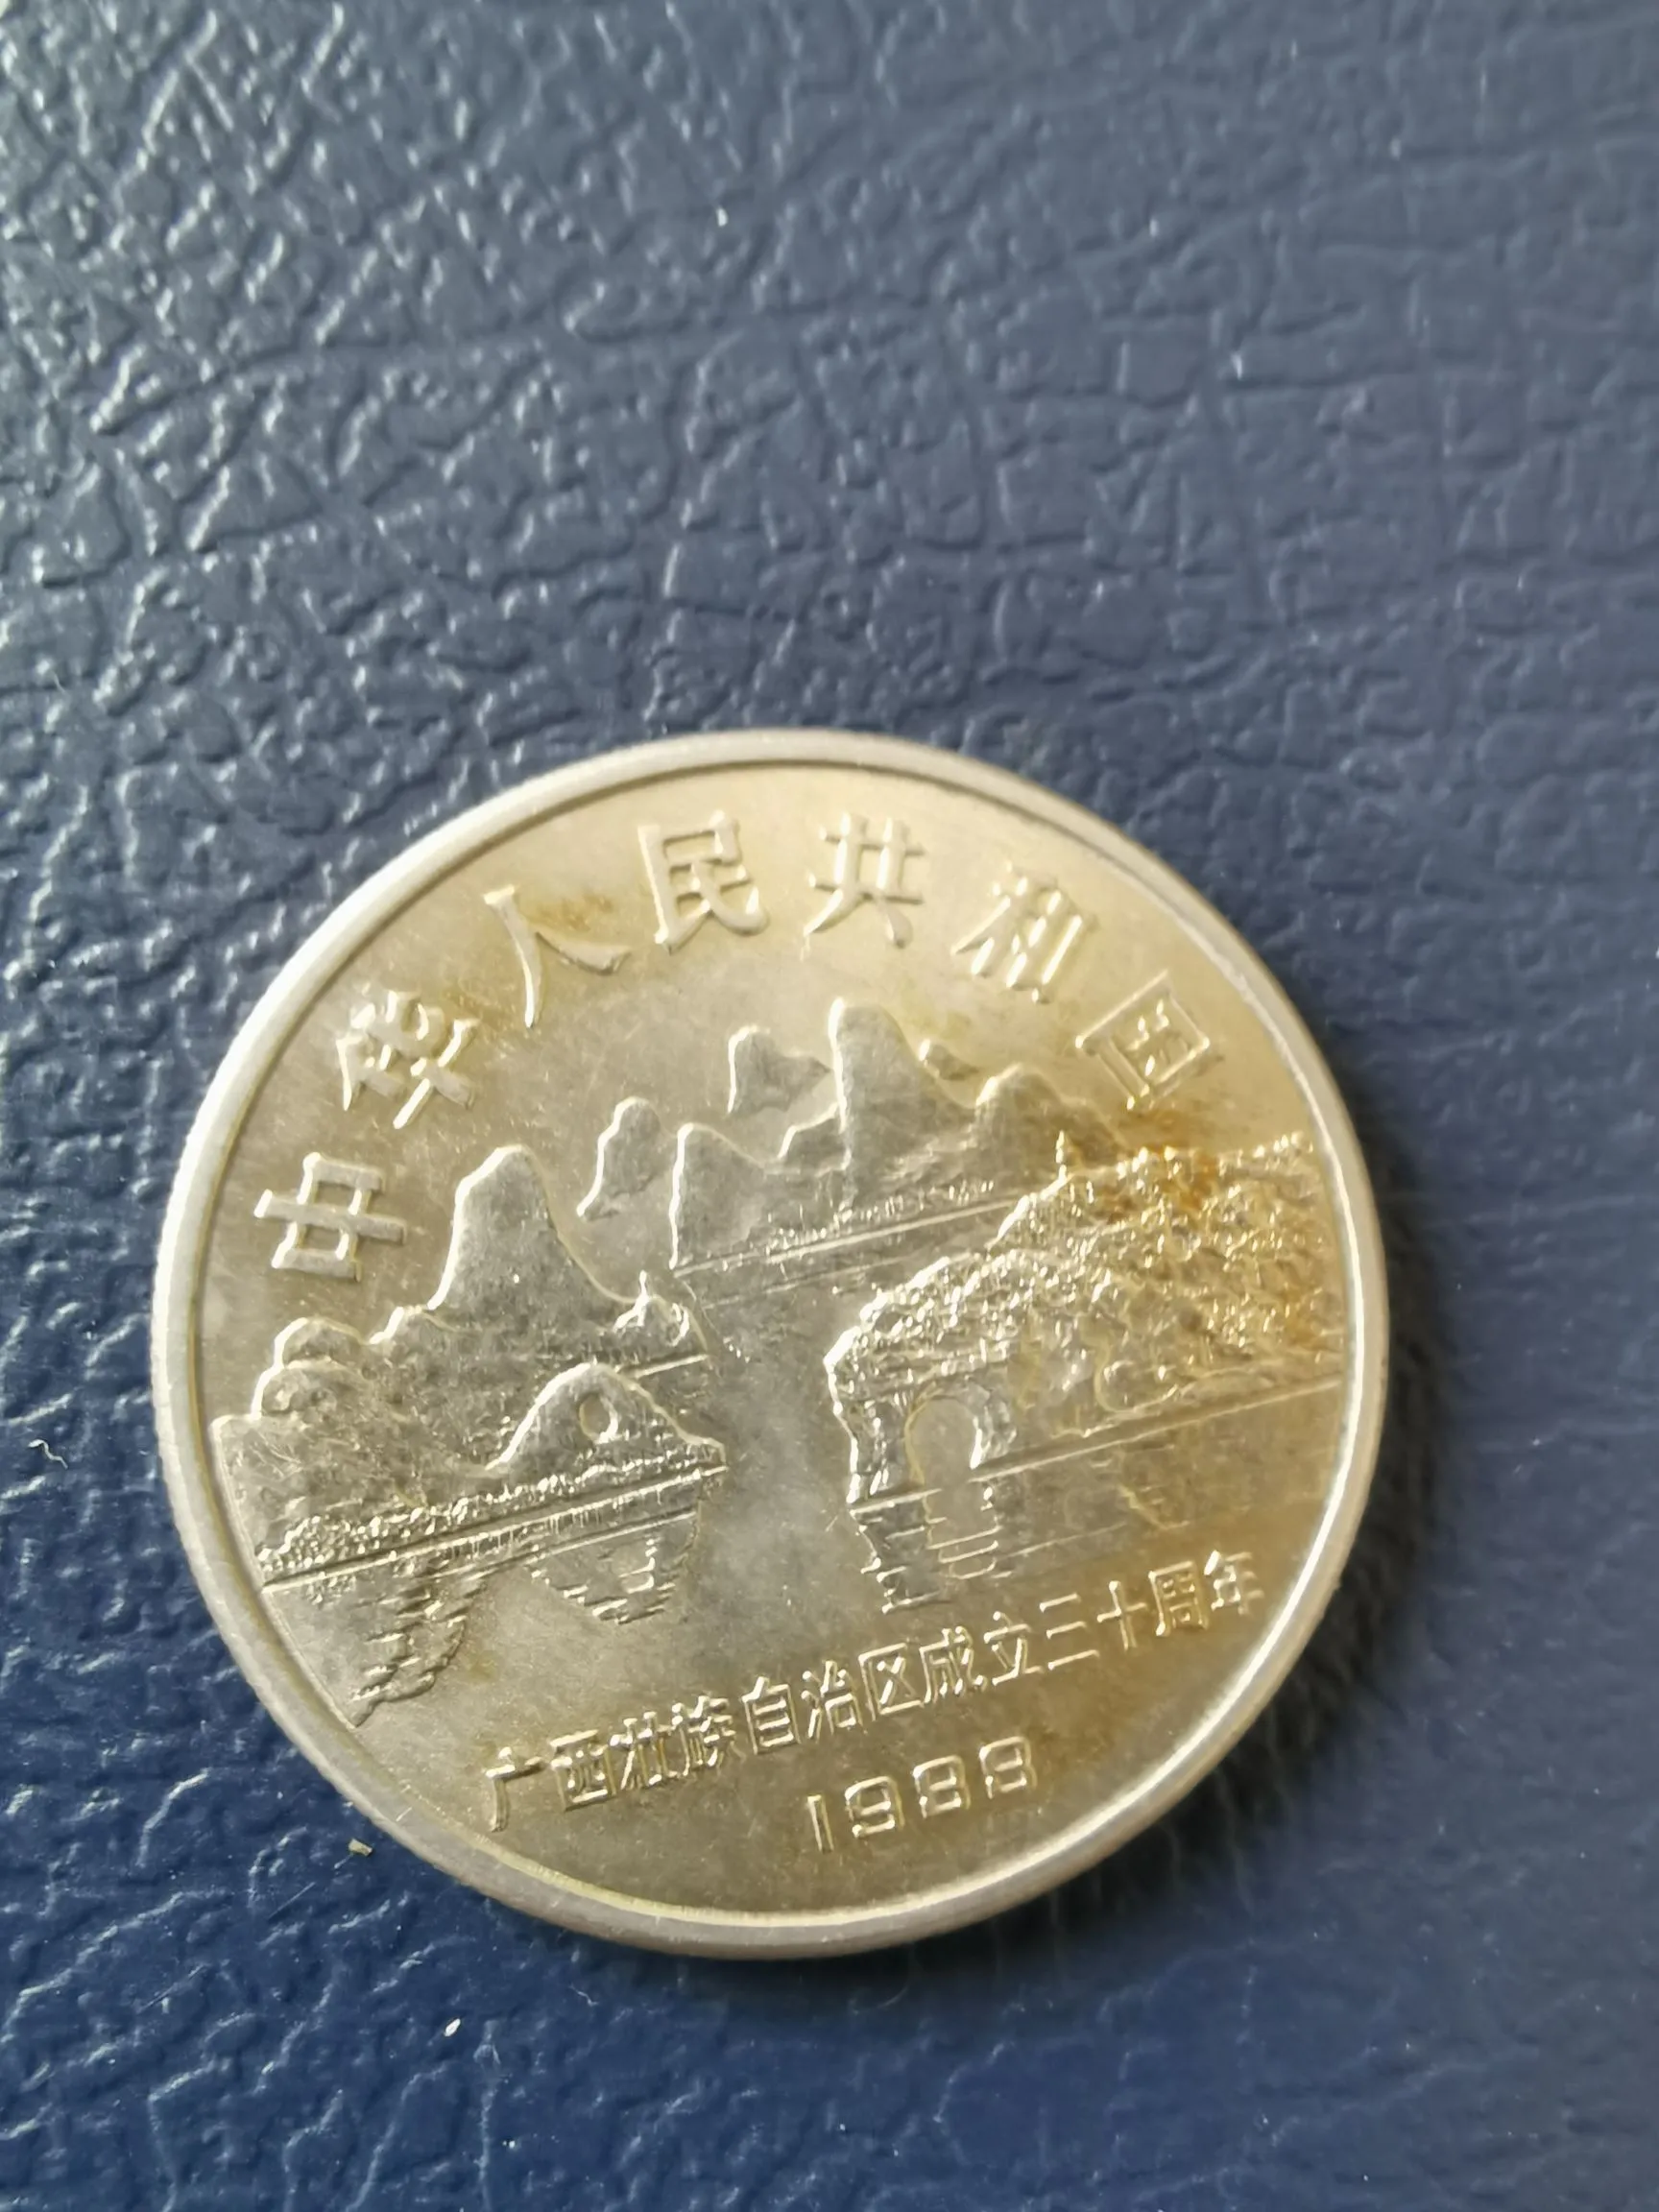 中华人民共和国
广西壮族自治区成立三十周年
1988